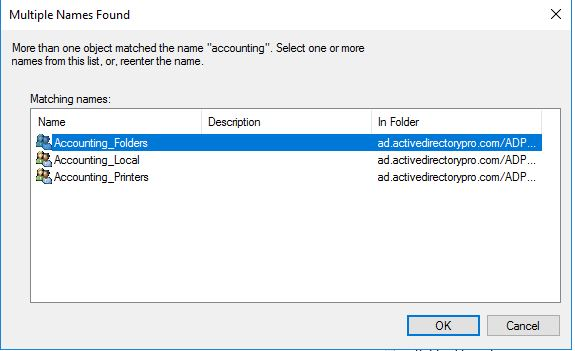 Multiple Names Found
More than one object matched the name "accounting". Select one or more
names from this list, or, reenter the name.
Matching names:
Name Description In Folder
Accounting_Folders ad.activedirectorypro.com/ADP...
Accounting_Local ad.activedirectorypro.com/ADP...
Accounting_Printers ad.activedirectorypro.com/ADP...
OK Cancel